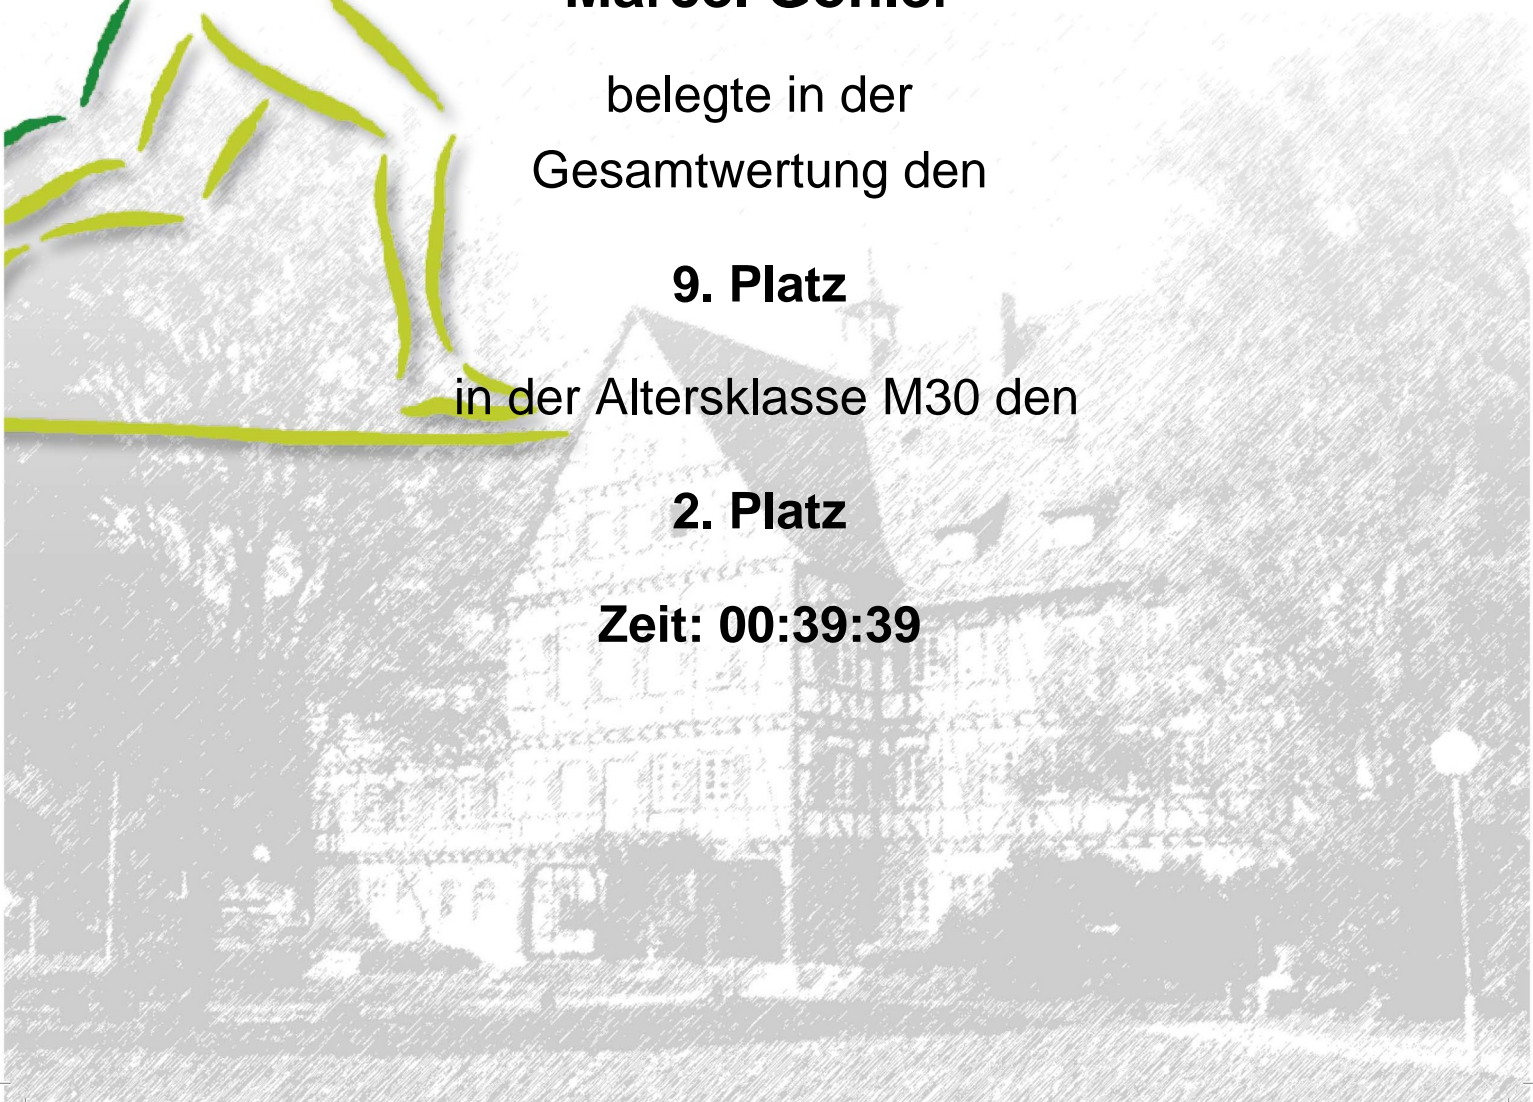 belegte in der
Gesamtwertung den
9. Platz
in der Altersklasse M30 den
2. Platz
Zeit: 00:39:39